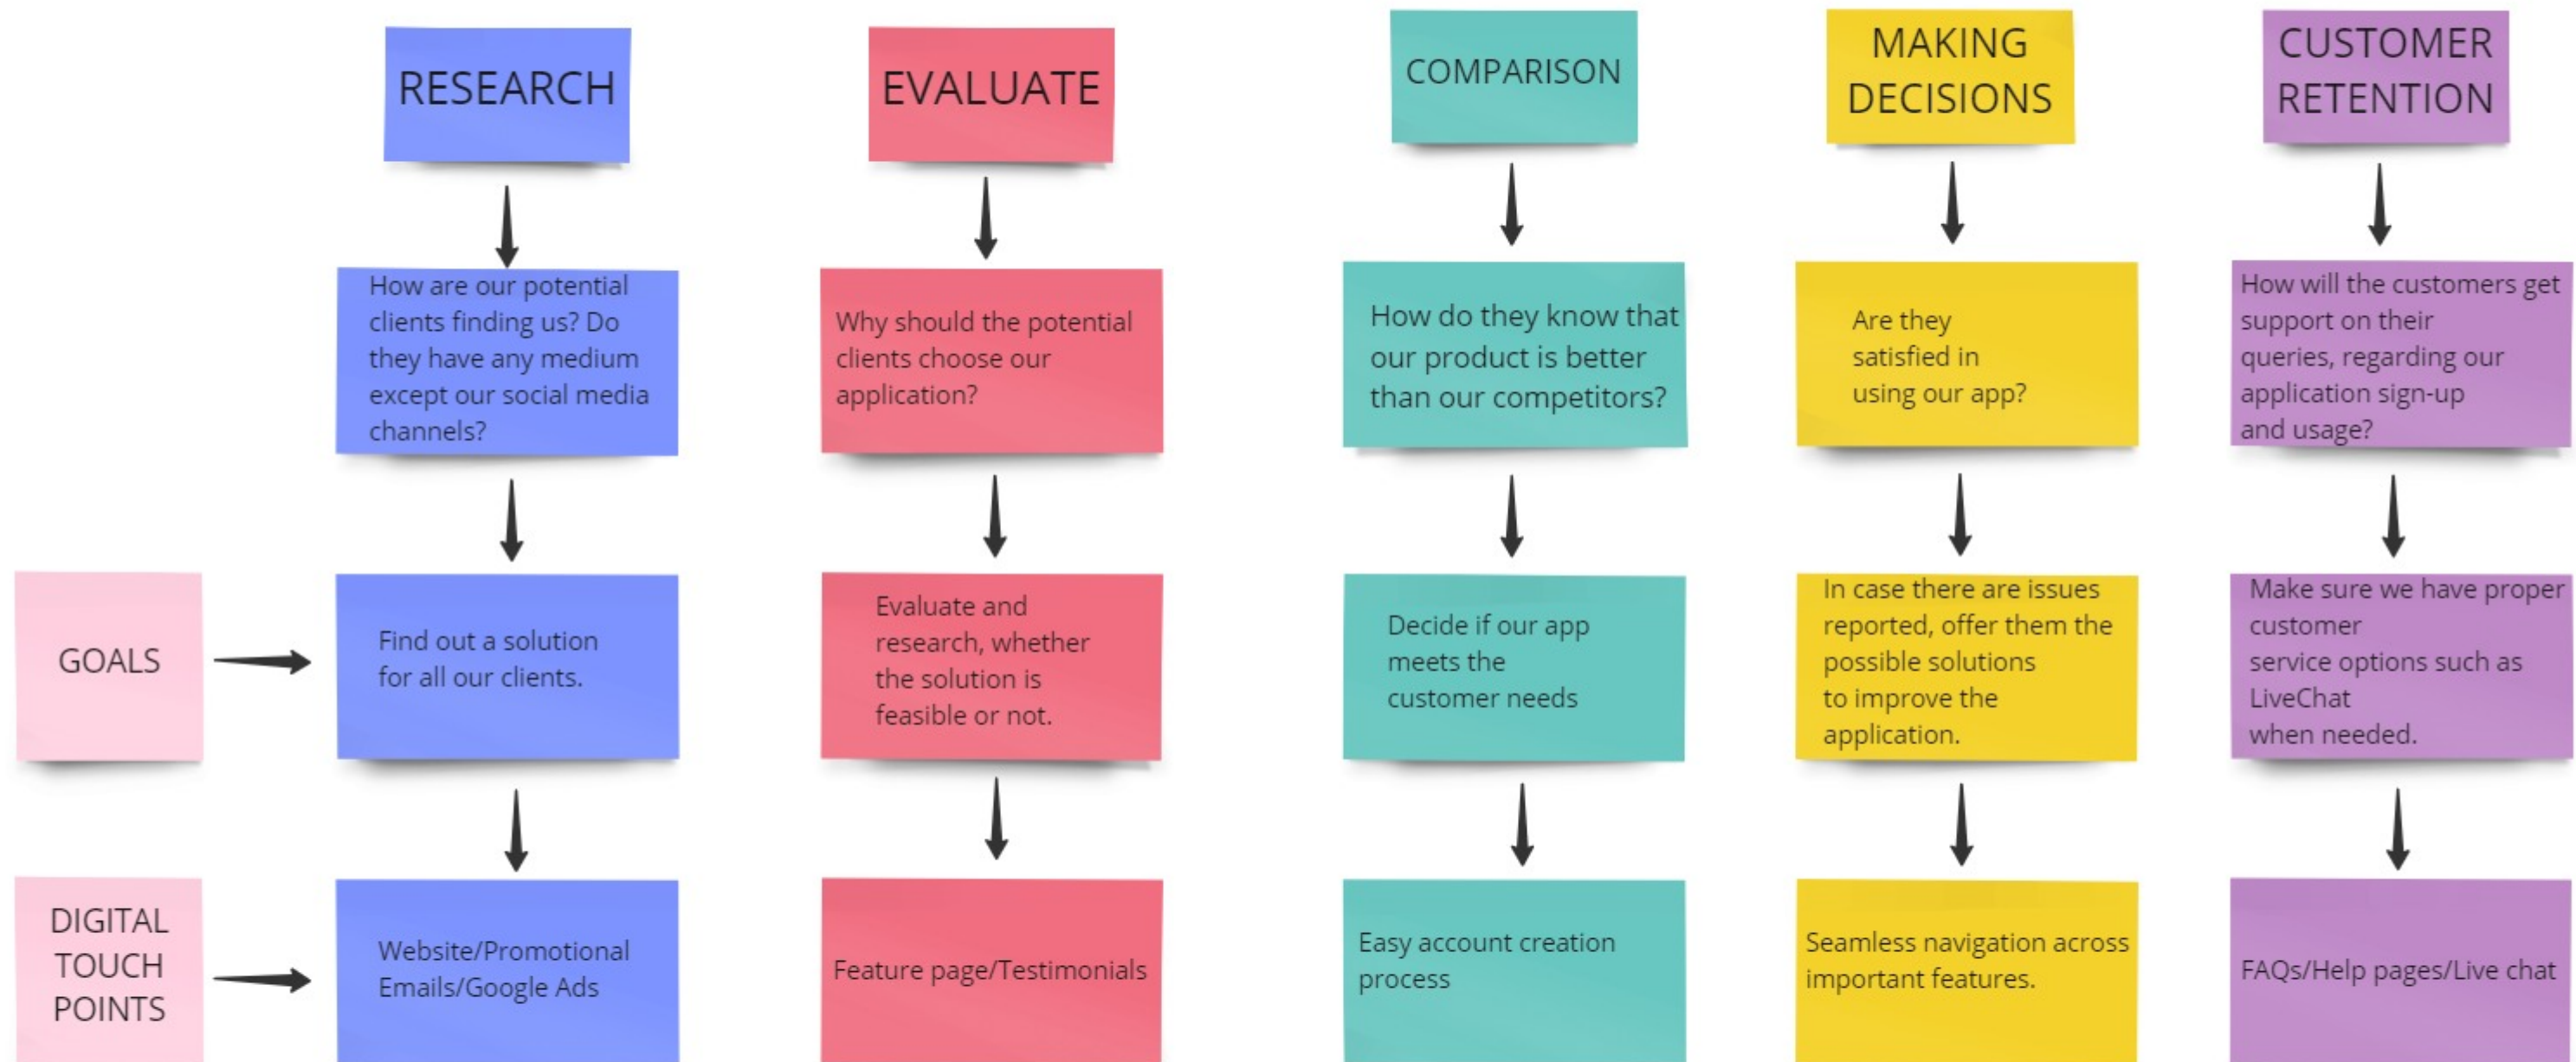 RESEARCH
EVALUATE
COMPARISON
MAKING
DECISIONS
CUSTOMER
RETENTION
How are our potential
clients finding us? Do
they have any medium
except our social media
channels?
Why should the potential
clients choose our
application?
How do they know that
our product is better
than our competitors?
Are they
satisfied in
using our app?
How will the customers get
support on their
queries, regarding our
application sign-up
and usage?
GOALS
Find out a solution
for all our clients.
Evaluate and
research, whether
the solution is
feasible or not.
Decide if our app
meets the
customer needs
In case there are issues
reported, offer them the
possible solutions
to improve the
application.
Make sure we have proper
customer
service options such as
LiveChat
when needed.
DIGITAL
TOUCH
POINTS
Website/Promotional
Emails/Google Ads
Feature page/Testimonials
Easy account creation
process
Seamless navigation across
important features.
FAQs/Help pages/Live chat